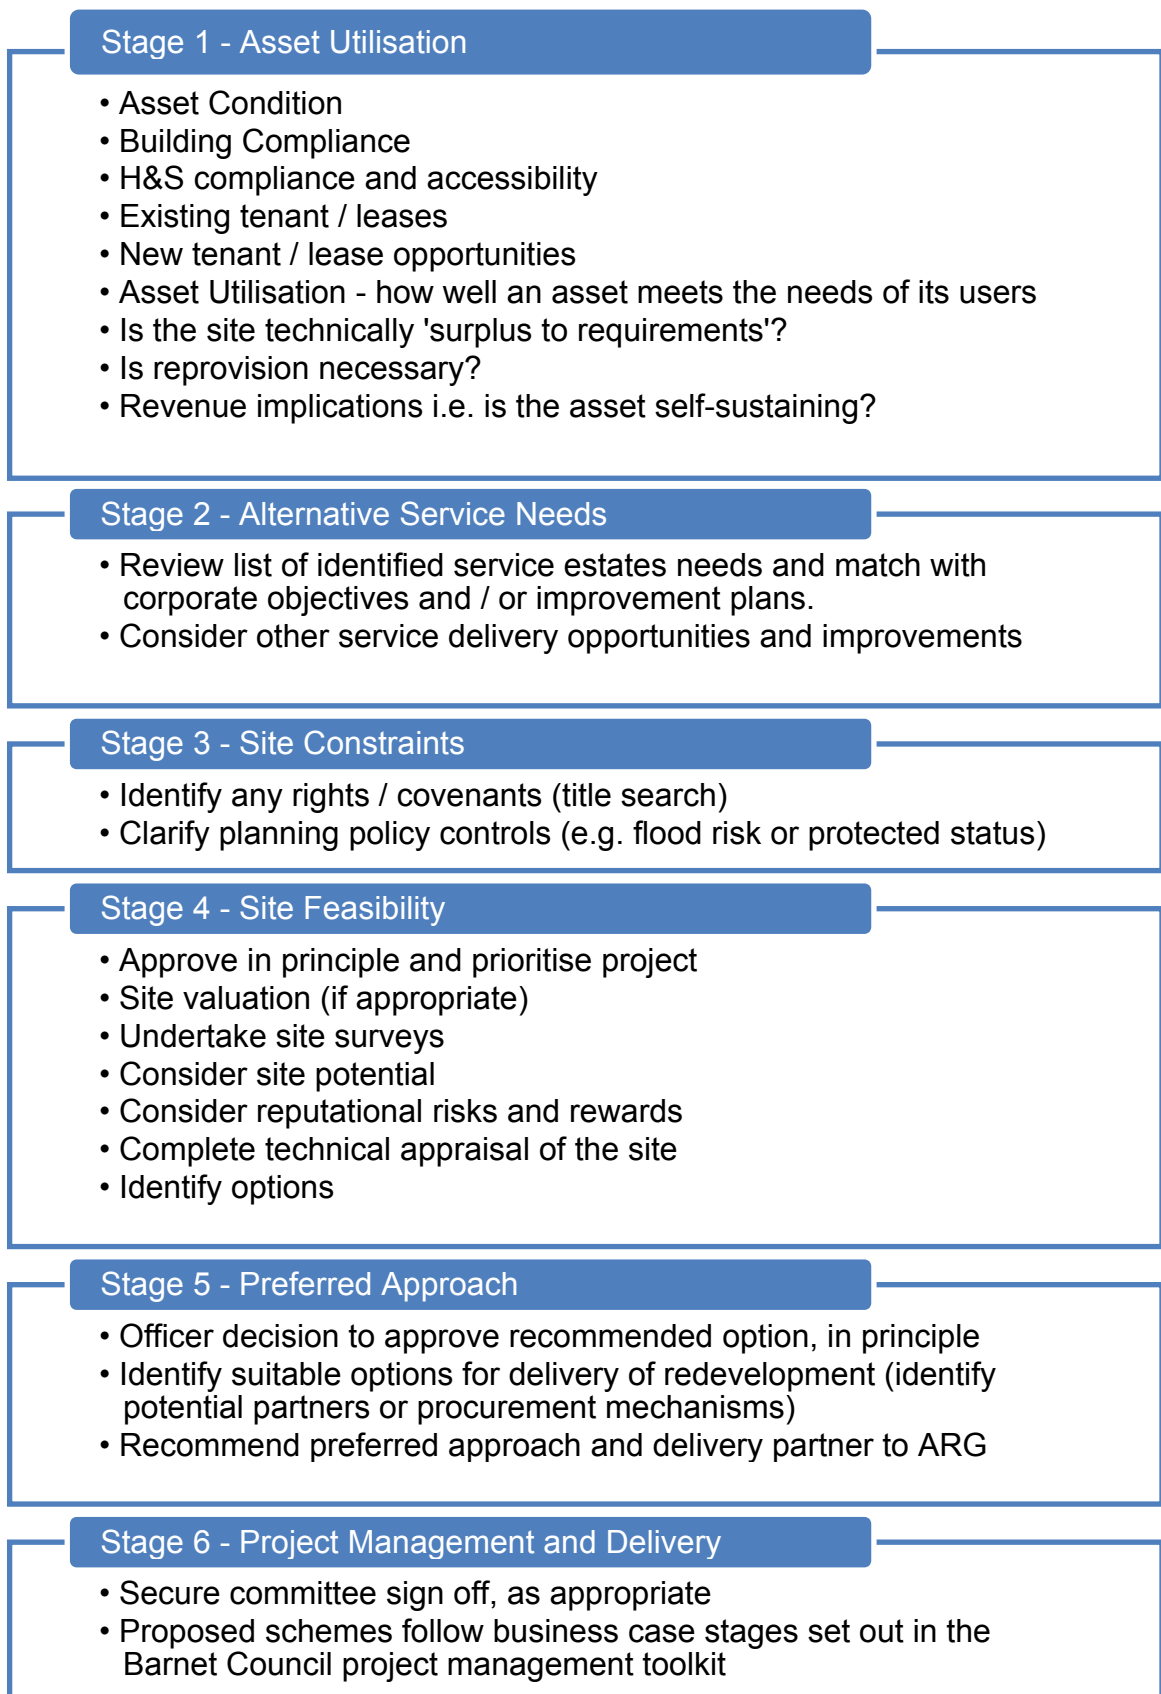 Stage 1 - Asset Utilisation
• Asset Condition
• Building Compliance
• H&S compliance and accessibility
• Existing tenant / leases
• New tenant / lease opportunities
• Asset Utilisation - how well an asset meets the needs of its users
• Is the site technically 'surplus to requirements'?
• Is reprovision necessary?
• Revenue implications i.e. is the asset self-sustaining?
Stage 2 - Alternative Service Needs
• Review list of identified service estates needs and match with
corporate objectives and / or improvement plans.
• Consider other service delivery opportunities and improvements
Stage 3 - Site Constraints
• Identify any rights / covenants (title search)
• Clarify planning policy controls (e.g. flood risk or protected status)
Stage 4 - Site Feasibility
• Approve in principle and prioritise project
• Site valuation (if appropriate)
• Undertake site surveys
• Consider site potential
• Consider reputational risks and rewards
• Complete technical appraisal of the site
• Identify options
Stage 5 - Preferred Approach
• Officer decision to approve recommended option, in principle
• Identify suitable options for delivery of redevelopment (identify
potential partners or procurement mechanisms)
• Recommend preferred approach and delivery partner to ARG
Stage 6 - Project Management and Delivery
• Secure committee sign off, as appropriate
• Proposed schemes follow business case stages set out in the
Barnet Council project management toolkit